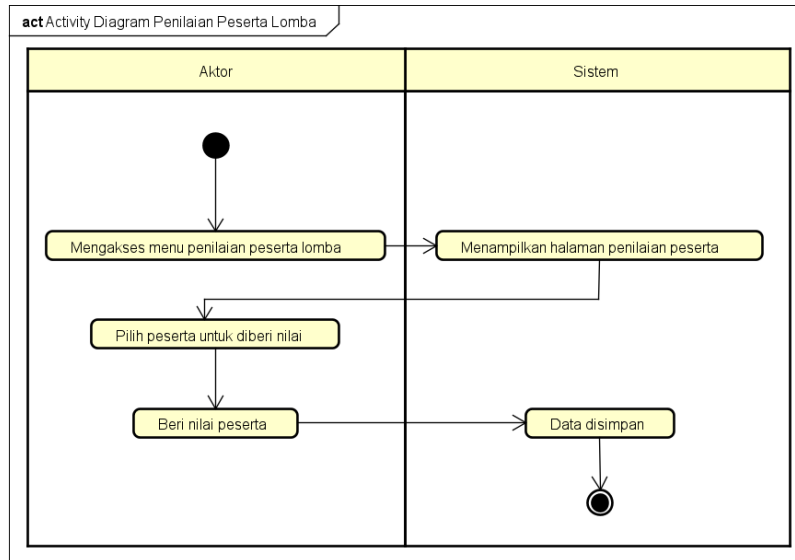 act Activity Diagram Penilaian Peserta Lomba
Aktor
Sistem
Mengakses menu penilaian peserta lomba
Menampilkan halaman penilaian peserta
Pilih peserta untuk diberi nilai
Beri nilai peserta
Data disimpan